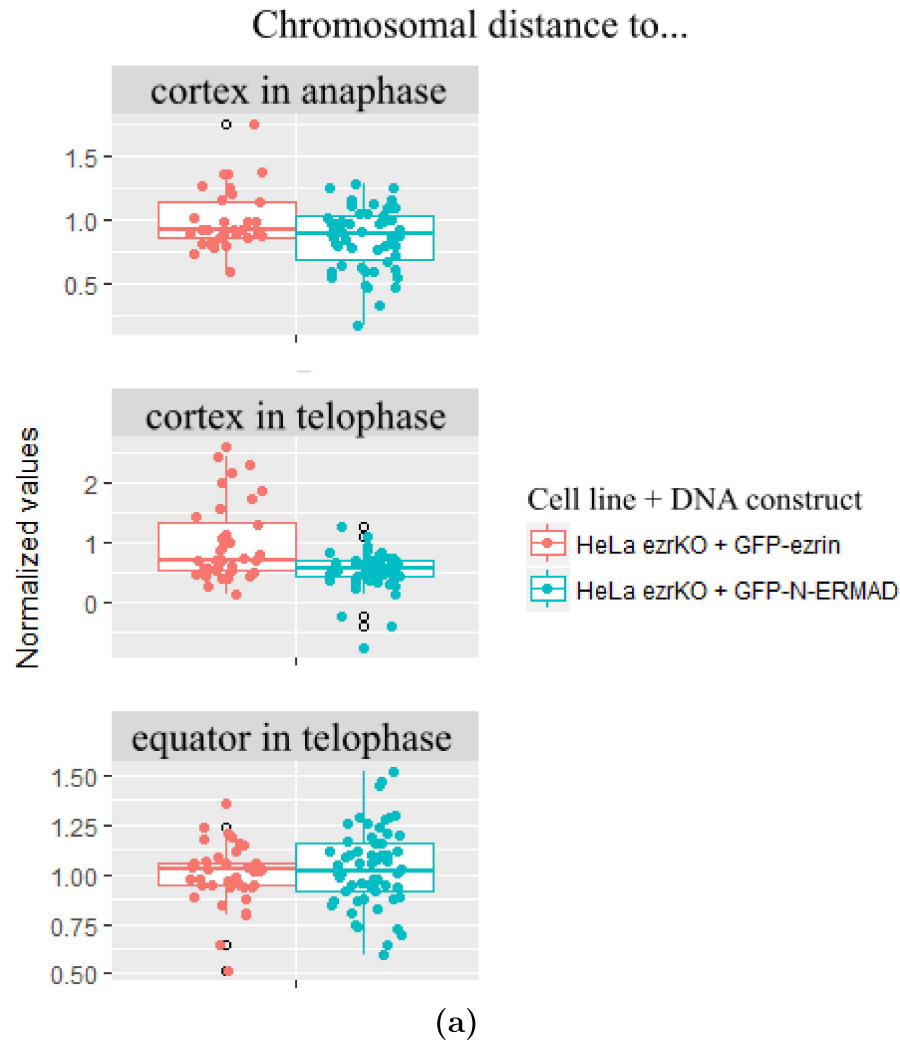 Chromosomal distance to...
cortex in anaphase
1.5
1.0
0.5
cortex in telophase
2
1
0
Normalized values
Cell line + DNA construct
HeLa ezrKO + GFP-ezrin
HeLa ezrKO + GFP-N-ERMAD
equator in telophase
1.50
1.25
1.00
0.75
0.50
(a)